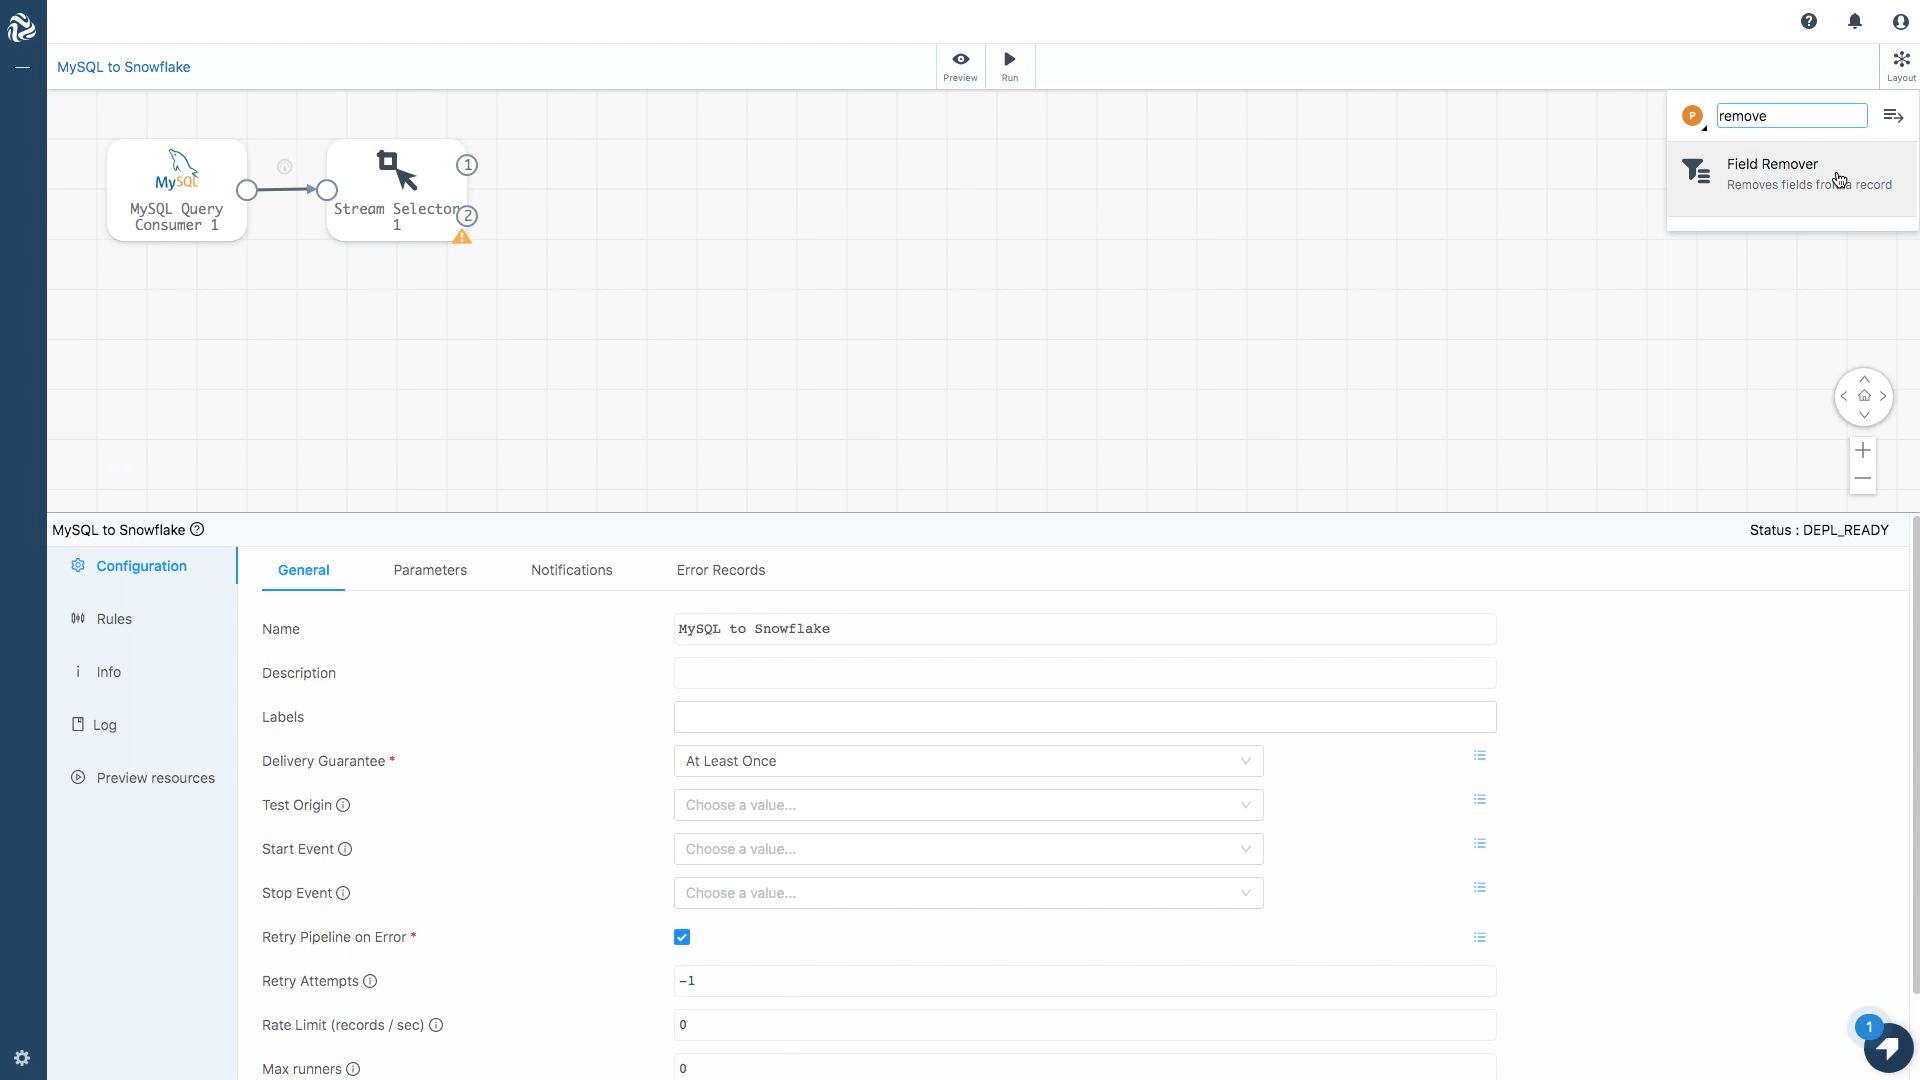 MySQL to Snowflake
Preview
Run
Layout
P
remove
Field Remover
Removes fields from a record
MySQL
MySQL Query
Consumer 1
Stream Selector
1
1
2
MySQL to Snowflake
Status : DEPL_READY
Configuration
Rules
Info
Log
Preview resources
General
Parameters
Notifications
Error Records
Name
MySQL to Snowflake
Description
Labels
Delivery Guarantee *
At Least Once
Test Origin
Choose a value...
Start Event
Choose a value...
Stop Event
Choose a value...
Retry Pipeline on Error *
Retry Attempts
-1
Rate Limit (records / sec)
0
Max runners
0
1